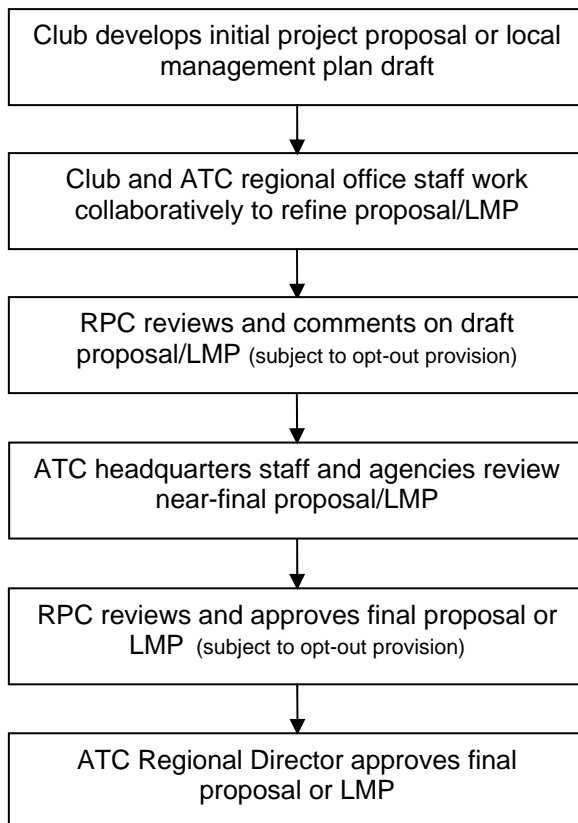 Club develops initial project proposal or local
management plan draft
Club and ATC regional office staff work
collaboratively to refine proposal/LMP
RPC reviews and comments on draft
proposal/LMP (subject to opt-out provision)
ATC headquarters staff and agencies review
near-final proposal/LMP
RPC reviews and approves final proposal or
LMP (subject to opt-out provision)
ATC Regional Director approves final
proposal or LMP